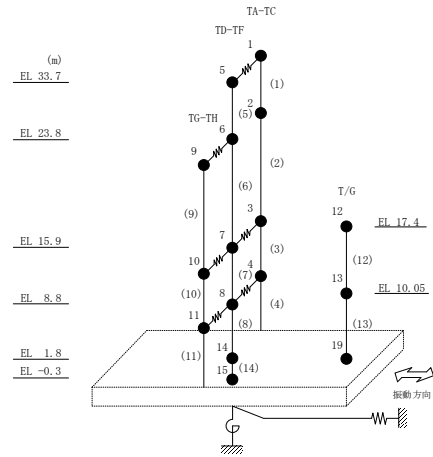 TA-TC
TD-TF
1
(m)
5
EL 33.7
(1)
2
TG-TH
(5)
EL 23.8
6
9
(2)
(6)
T/G
(9)
3
12
EL 17.4
7
EL 15.9
(3)
10
(12)
4
(7)
13
(10)
8
EL 10.05
EL 8.8
(4)
11
(8)
(13)
14
19
EL 1.8
(11)
(14)
15
EL -0.3
振動方向